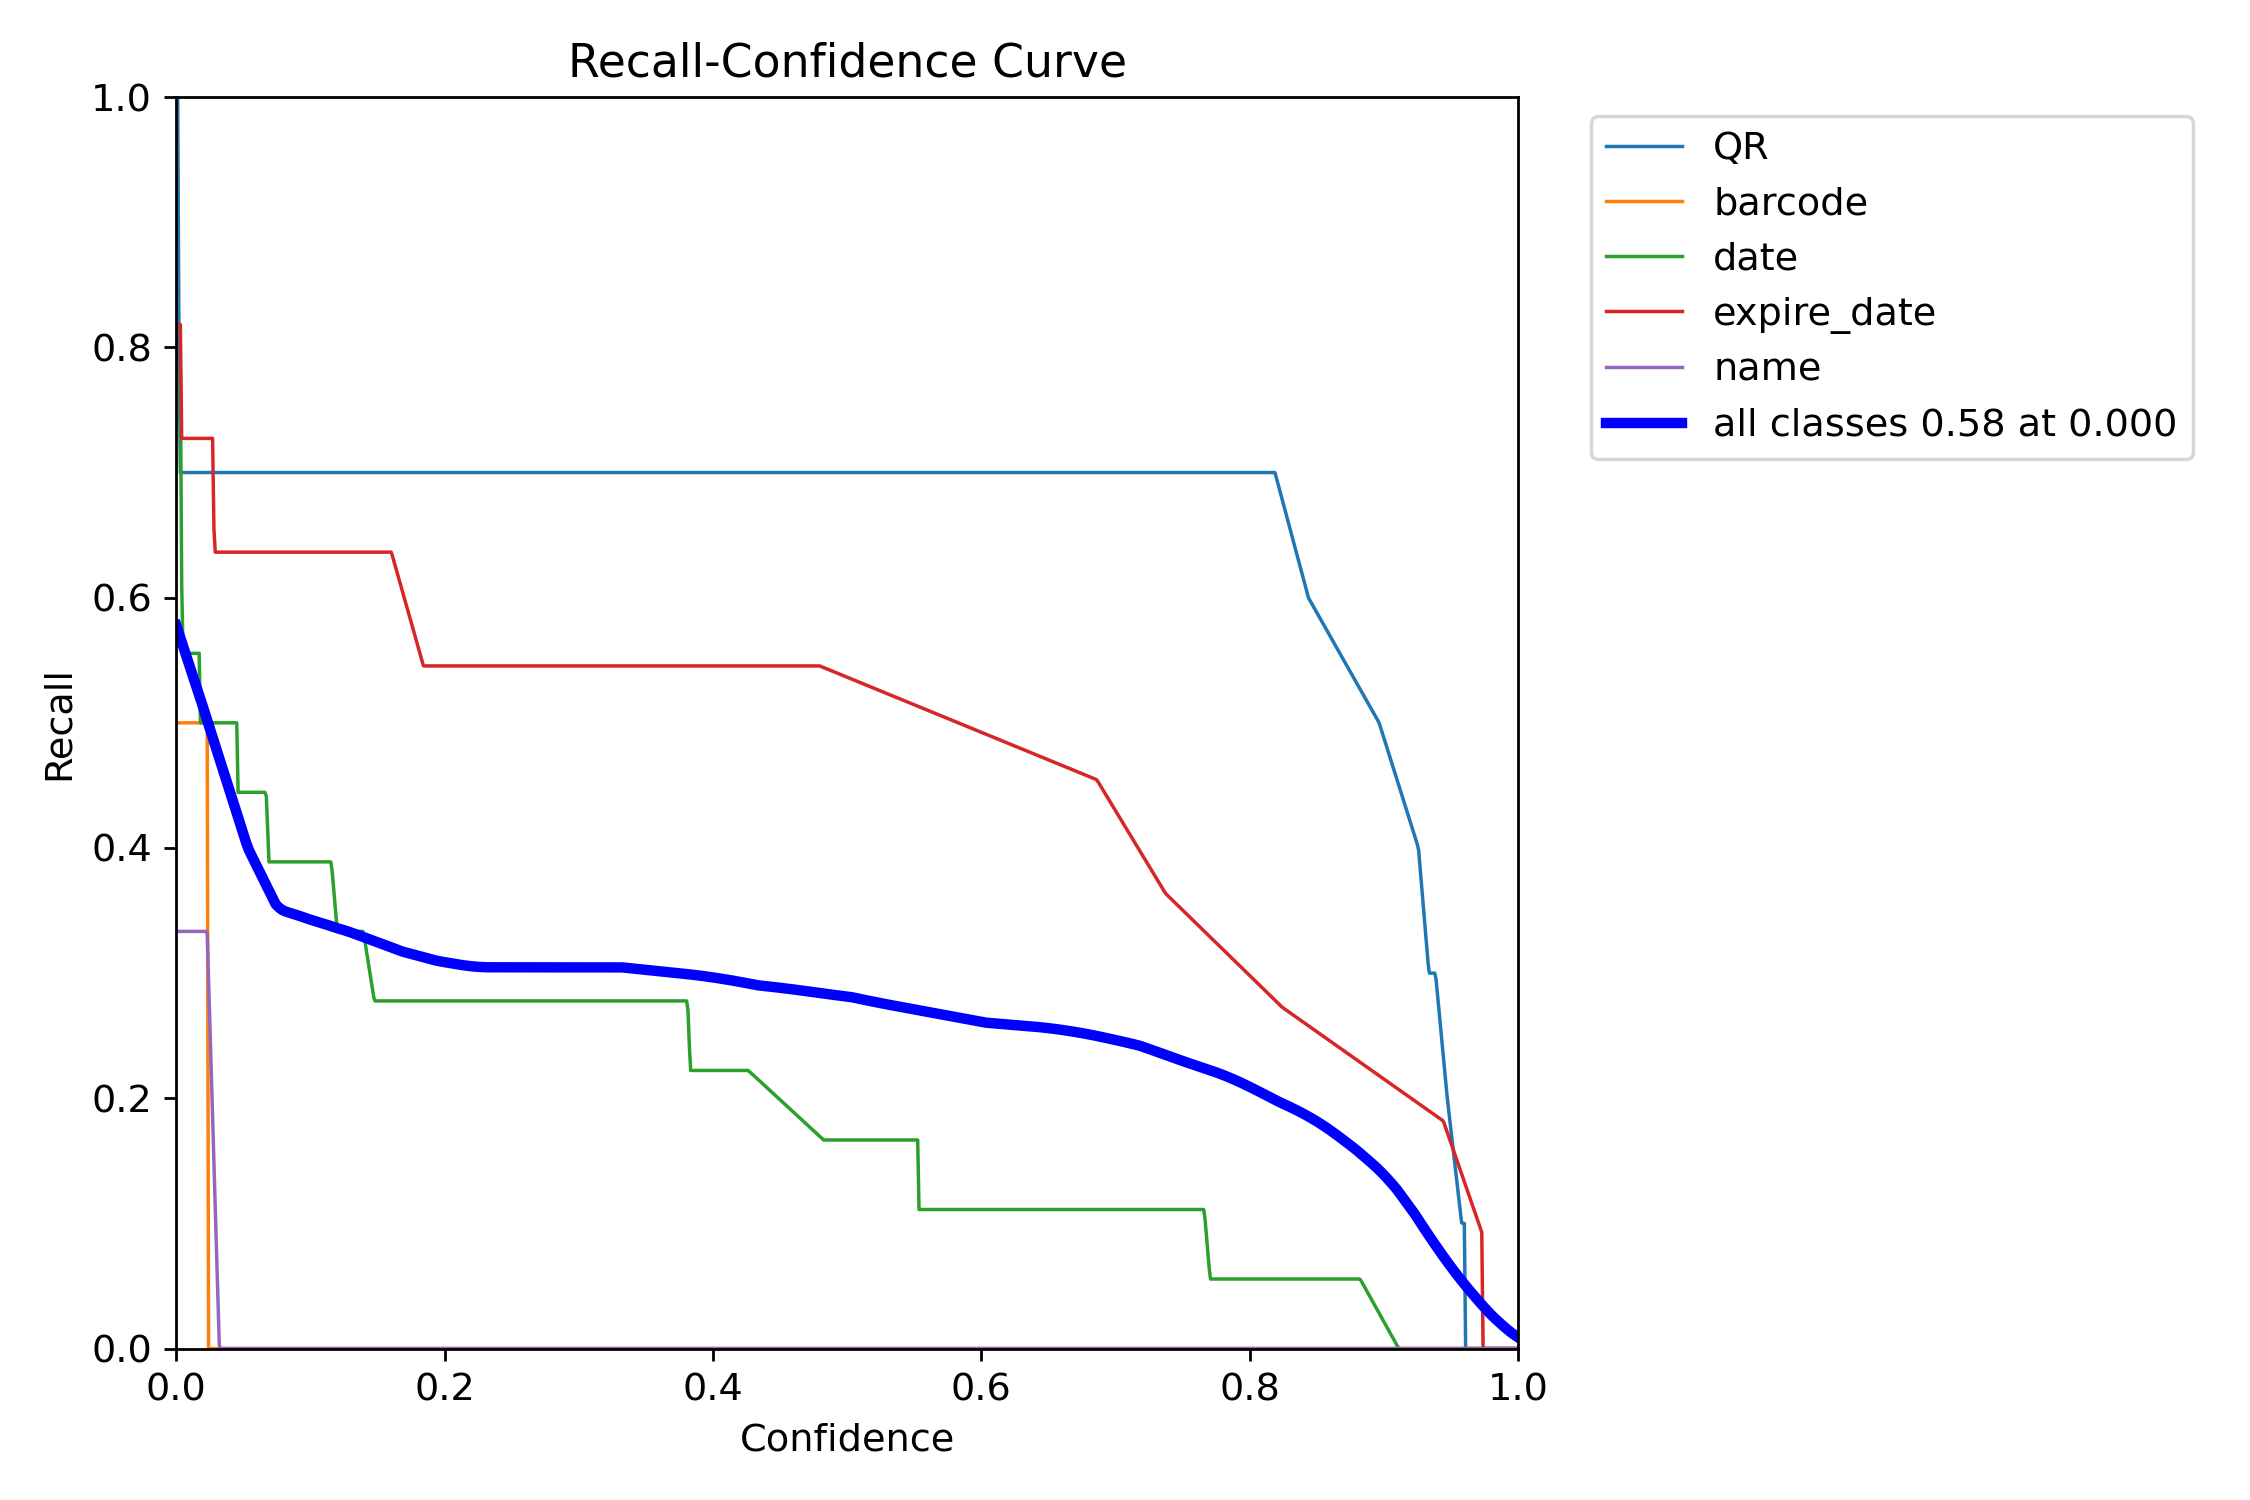 Recall-Confidence Curve
1.0
0.8
0.6
0.4
0.2
0.0
Recall
0.0 0.2 0.4 0.6 0.8 1.0
Confidence
QR
barcode
date
expire_date
name
all classes 0.58 at 0.000